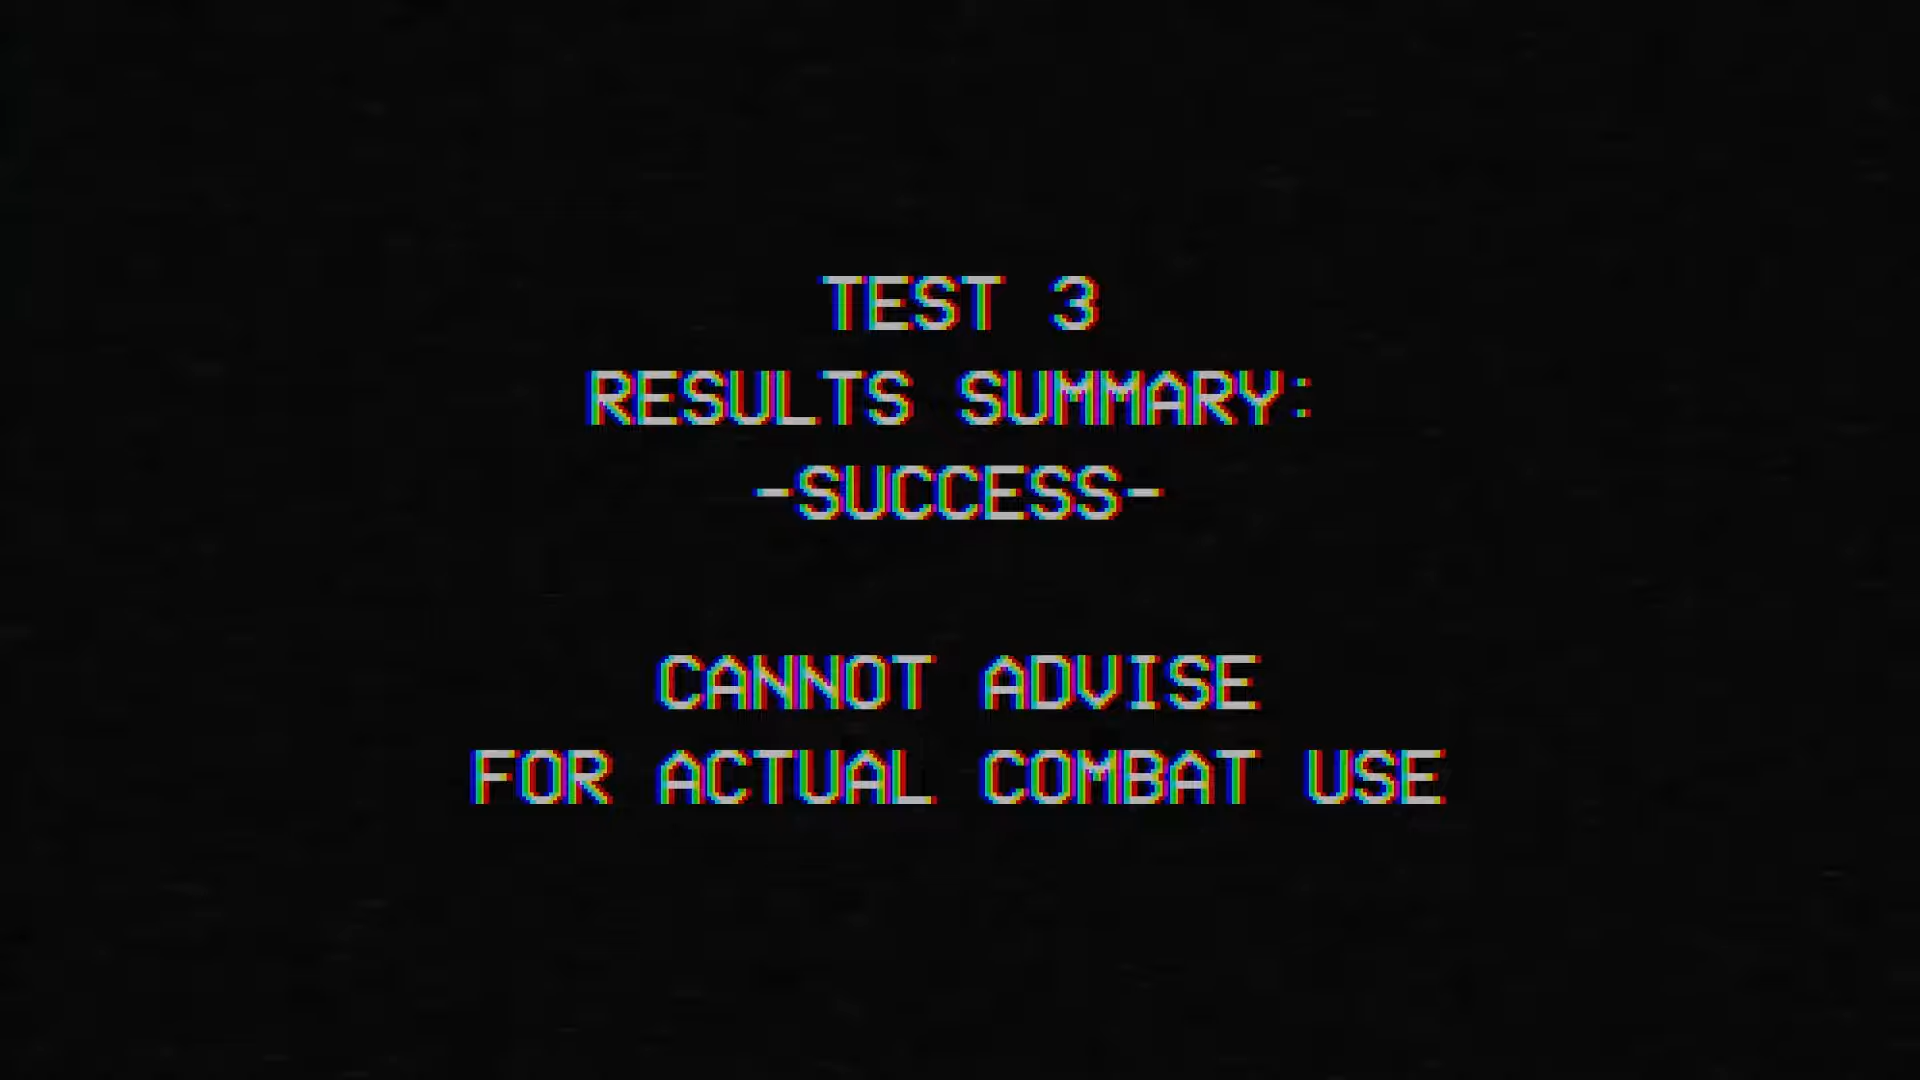 TEST 3
RESULTS SUMMARY:
-SUCCESS-
CANNOT ADVISE
FOR ACTUAL COMBAT USE